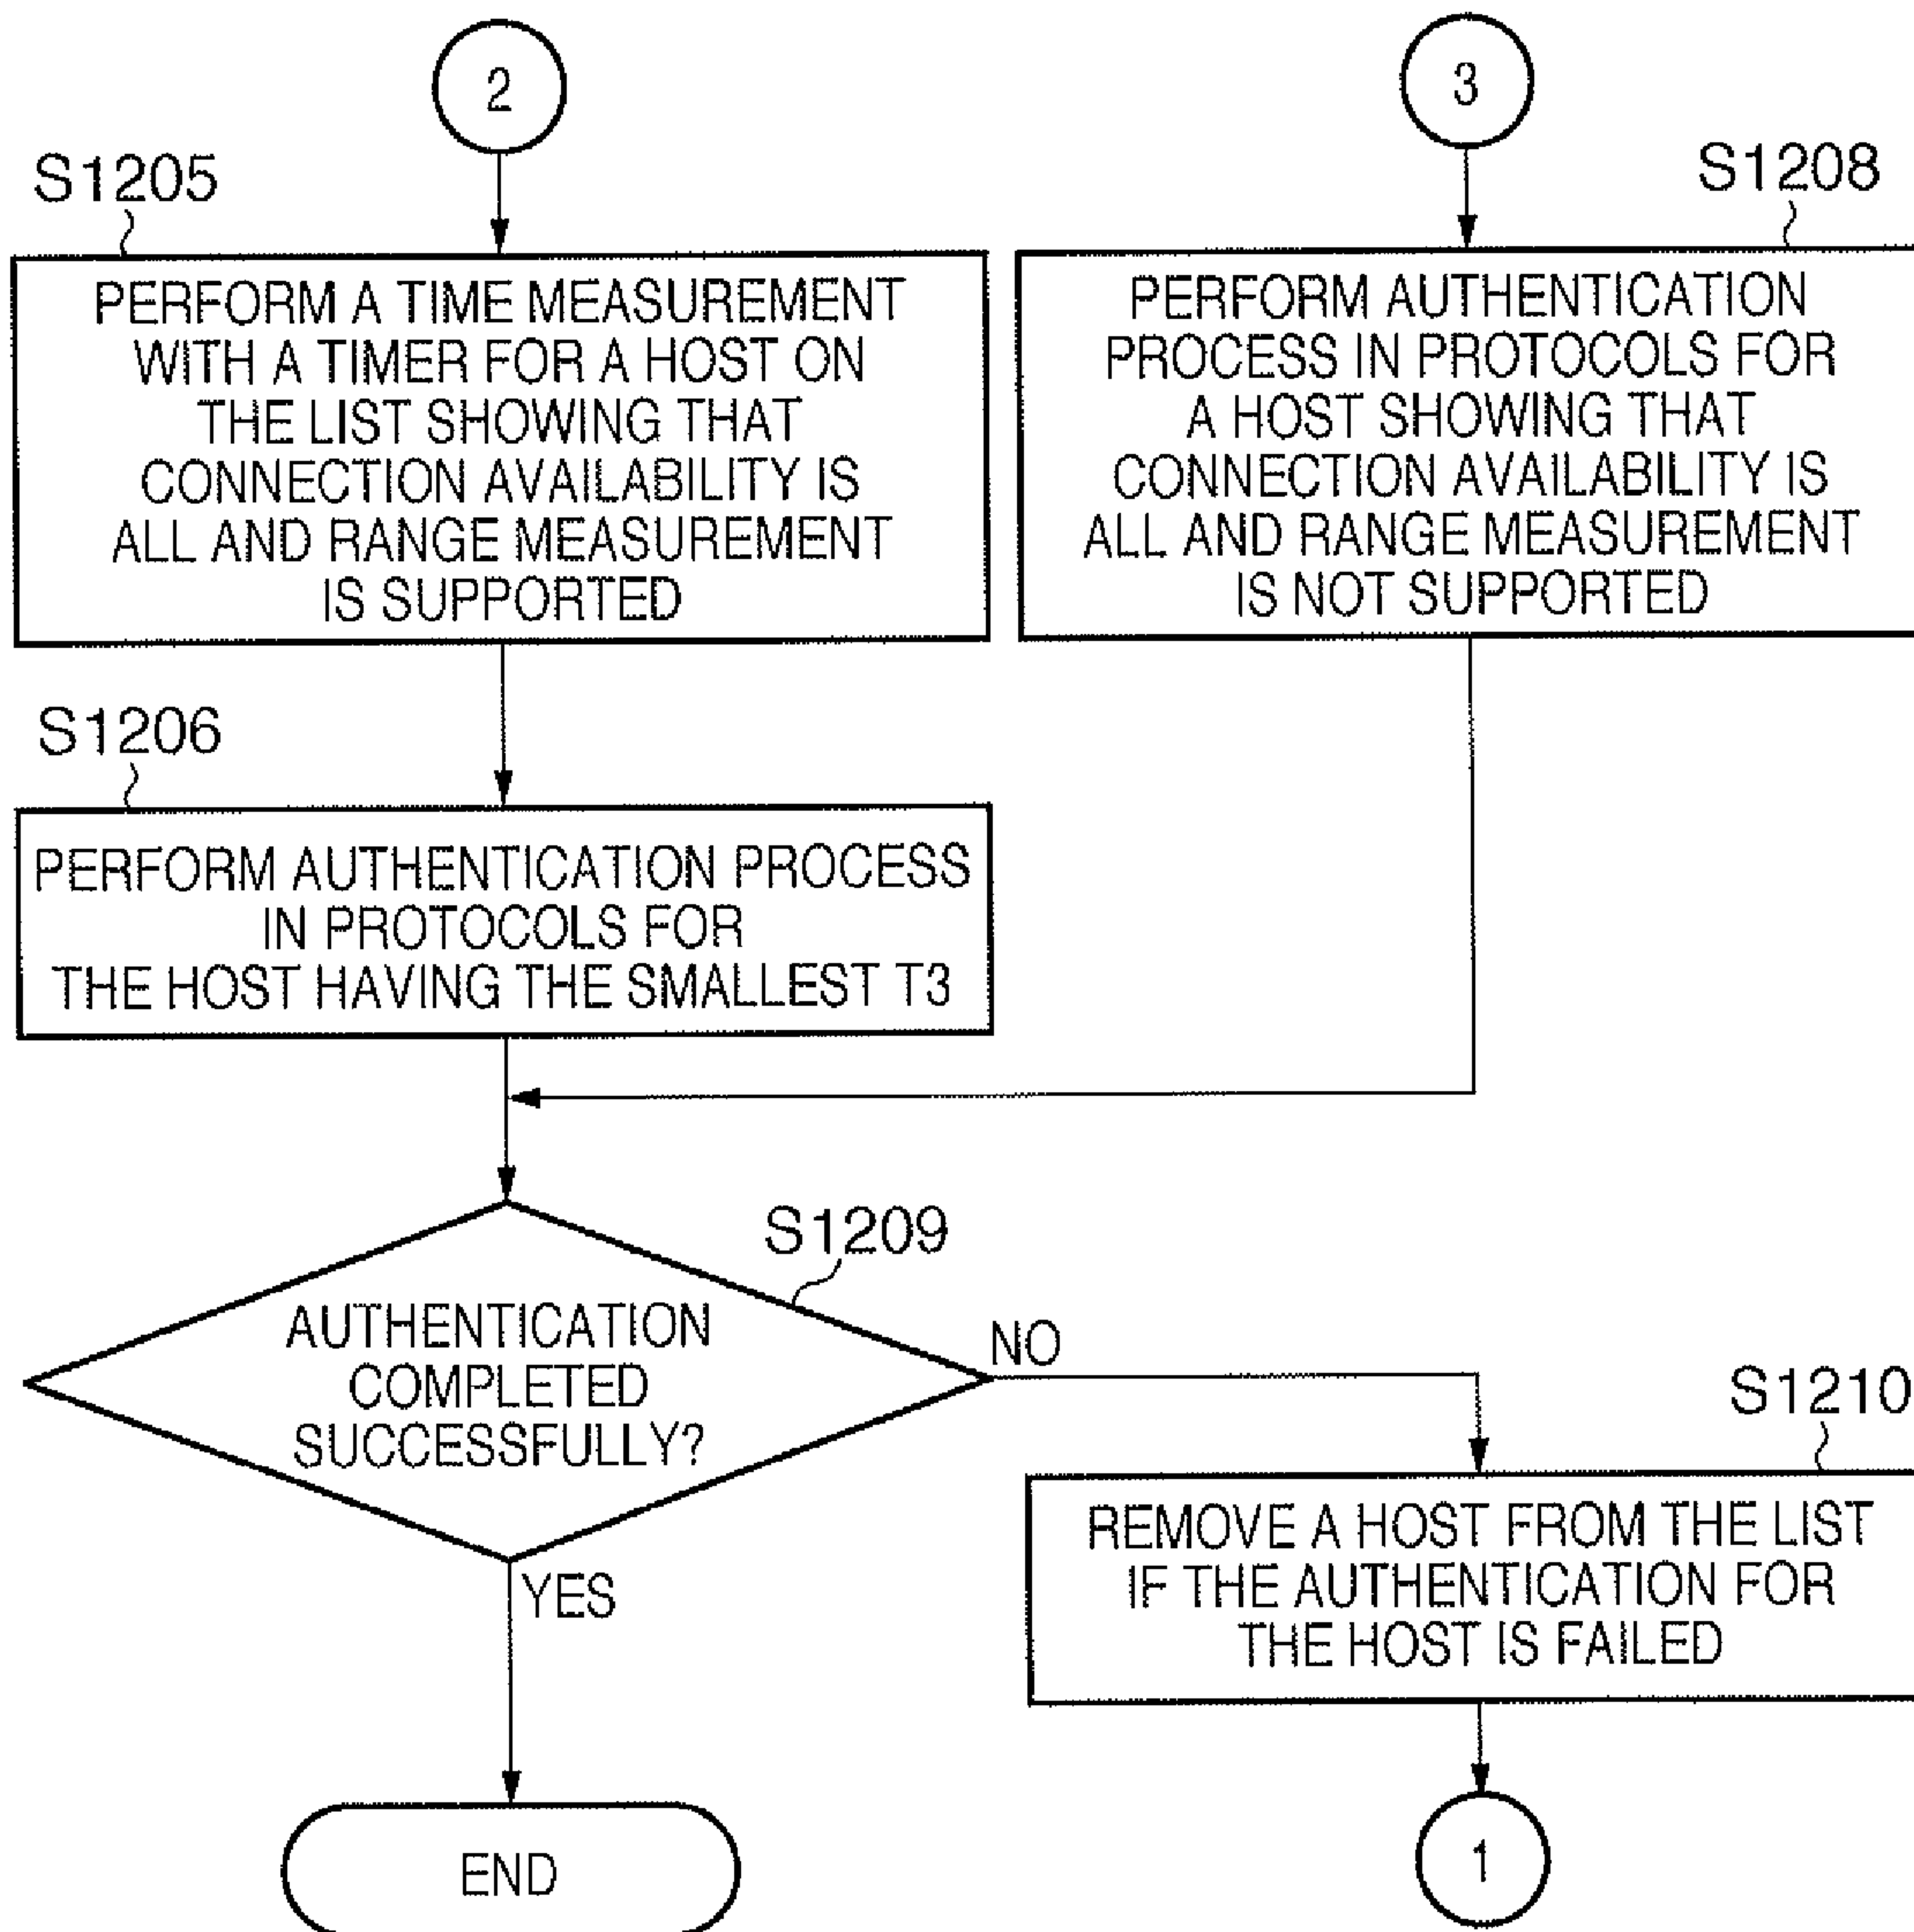 2
S1205
PERFORM A TIME MEASUREMENT
WITH A TIMER FOR A HOST ON
THE LIST SHOWING THAT
CONNECTION AVAILABILITY IS
ALL AND RANGE MEASUREMENT
IS SUPPORTED
3
S1208
PERFORM AUTHENTICATION
PROCESS IN PROTOCOLS FOR
A HOST SHOWING THAT
CONNECTION AVAILABILITY IS
ALL AND RANGE MEASUREMENT
IS NOT SUPPORTED
S1206
PERFORM AUTHENTICATION PROCESS
IN PROTOCOLS FOR
THE HOST HAVING THE SMALLEST T3
S1209
AUTHENTICATION
COMPLETED
SUCCESSFULLY?
NO
YES
S1210
REMOVE A HOST FROM THE LIST
IF THE AUTHENTICATION FOR
THE HOST IS FAILED
END
1